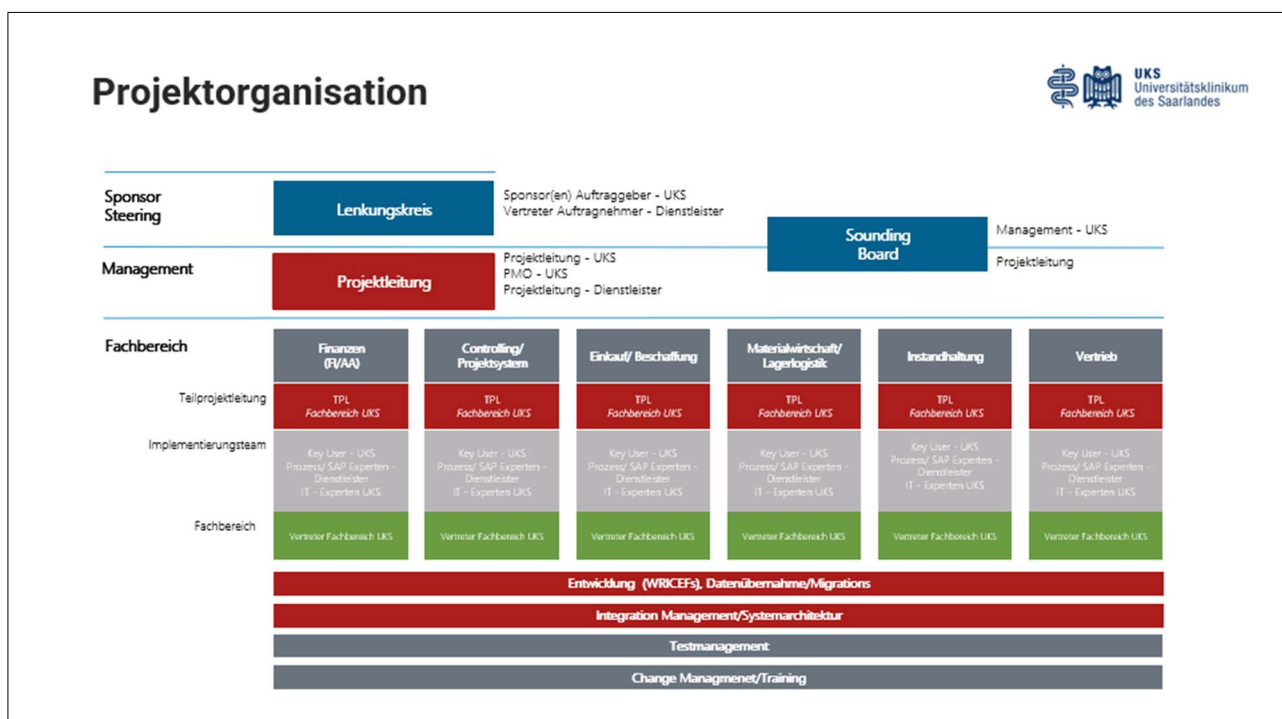 Projektorganisation
UKS
Universitätsklinikum
des Saarlandes
Sponsor
Steering
Lenkungskreis
Sponsor(en) Auftraggeber - UKS
Vertreter Auftragnehmer - Dienstleister
Sounding
Board
Management - UKS
Projektleitung
Management
Projektleitung
Projektleitung - UKS
PMO - UKS
Projektleitung - Dienstleister
Fachbereich
Finanzen
(FI/AA)
Controlling/
Projektsystem
Einkauf/ Beschaffung
Materialwirtschaft/
Lagerlogistik
Instandhaltung
Vertrieb
Teilprojektleitung
TPL
Fachbereich UKS
TPL
Fachbereich UKS
TPL
Fachbereich UKS
TPL
Fachbereich UKS
TPL
Fachbereich UKS
TPL
Fachbereich UKS
Implementierungsteam
Key User - UKS
Prozess/ SAP Experten -
Dienstleister
IT - Experten UKS
Key User - UKS
Prozess/ SAP Experten -
Dienstleister
IT - Experten UKS
Key User - UKS
Prozess/ SAP Experten -
Dienstleister
IT - Experten UKS
Key User - UKS
Prozess/ SAP Experten -
Dienstleister
IT - Experten UKS
Key User - UKS
Prozess/ SAP Experten -
Dienstleister
IT - Experten UKS
Key User - UKS
Prozess/ SAP Experten -
Dienstleister
IT - Experten UKS
Fachbereich
Vertreter Fachbereich UKS
Vertreter Fachbereich UKS
Vertreter Fachbereich UKS
Vertreter Fachbereich UKS
Vertreter Fachbereich UKS
Vertreter Fachbereich UKS
Entwicklung (WRICEFs), Datenübernahme/Migrations
Integration Management/Systemarchitektur
Testmanagement
Change Managmenet/Training